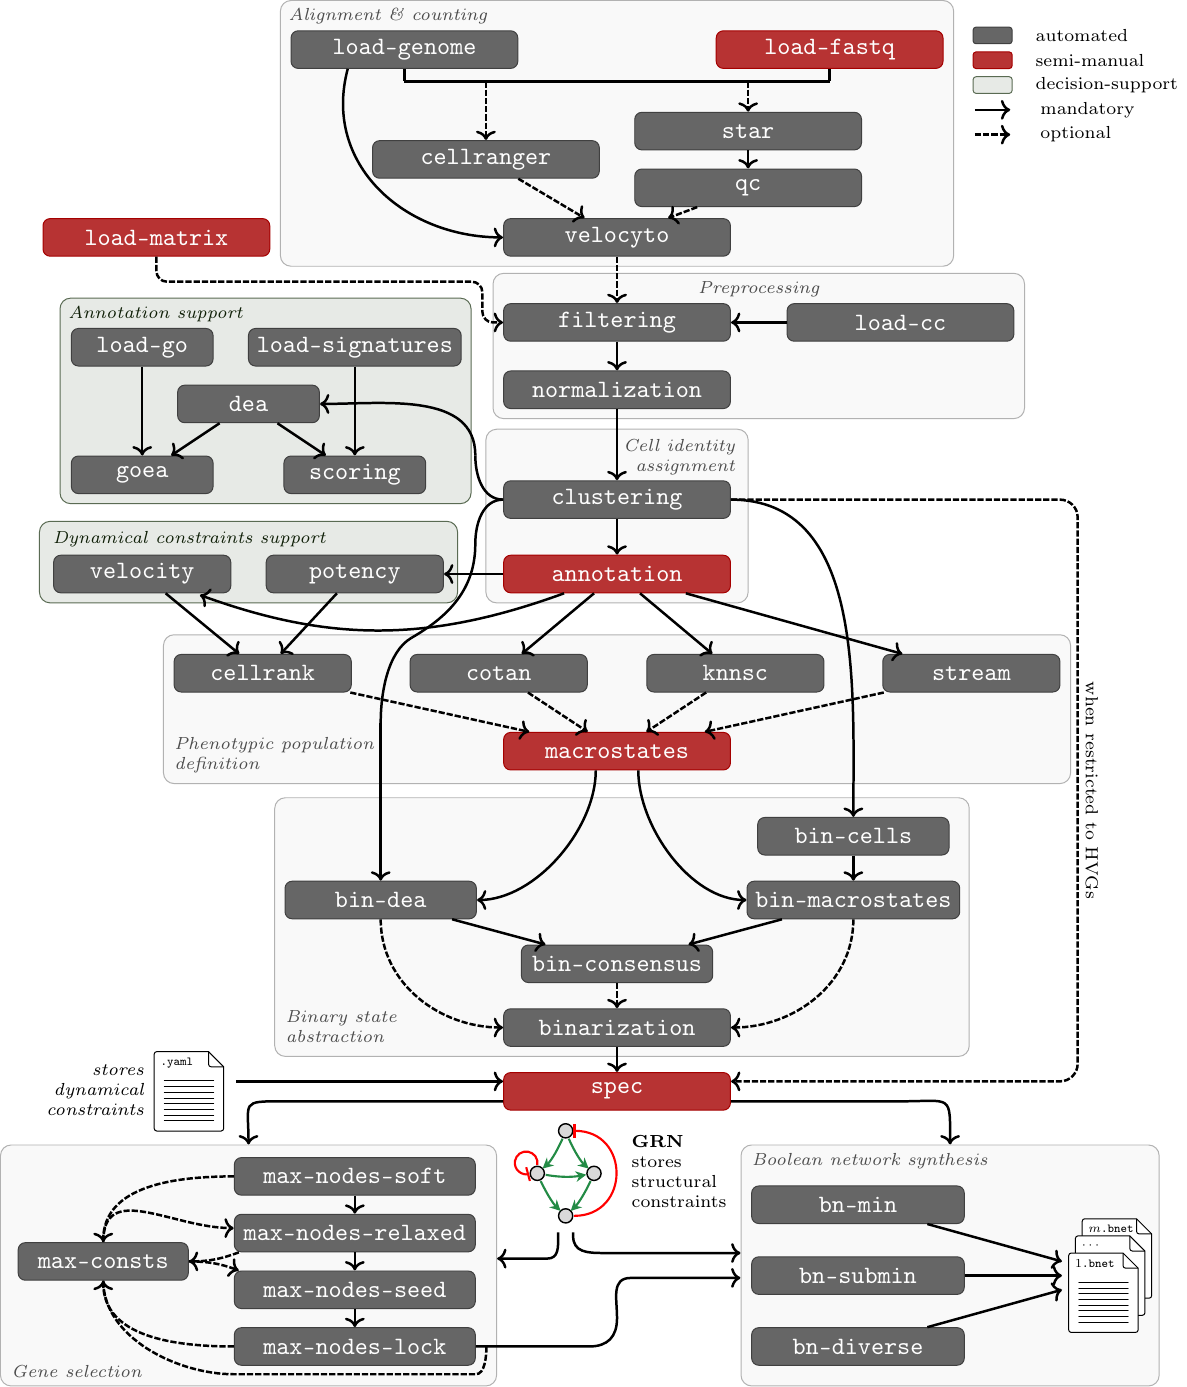 Alignment & counting
load-genome
load-fastq
automated
semi-manual
decision-support
mandatory
optional
star
cellranger
qc
velocyto
load-matrix
Preprocessing
filtering
load-cc
normalization
Annotation support
load-go
load-signatures
dea
goea
scoring
Cell identity
assignment
clustering
annotation
Dynamical constraints support
velocity
potency
cellrank
cotan
knnsc
stream
macrostates
Phenotypic population
definition
when restricted to HVGs
bin-cells
bin-dea
bin-macrostates
bin-consensus
binarization
Binary state
abstraction
stores
dynamical
constraints
.yaml
spec
GRN
stores
structural
constraints
max-nodes-soft
max-nodes-relaxed
max-consts
max-nodes-seed
max-nodes-lock
Gene selection
Boolean network synthesis
bn-min
bn-submin
bn-diverse
m.bnet
...
1.bnet